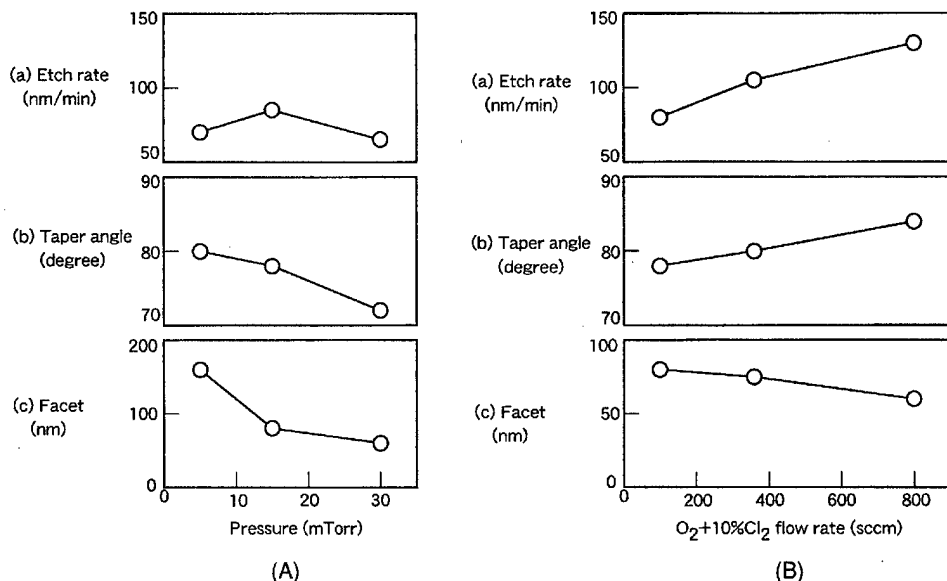 150
(a) Etch rate
(nm/min)
100
50
90
(b) Taper angle
(degree)
80
70
200
(c) Facet
(nm)
100
0
0 10 20 30
Pressure (mTorr)
(A)
150
(a) Etch rate
(nm/min)
100
50
90
(b) Taper angle
(degree)
80
70
100
(c) Facet
(nm)
50
0
0 200 400 600 800
O₂+10%Cl₂ flow rate (sccm)
(B)